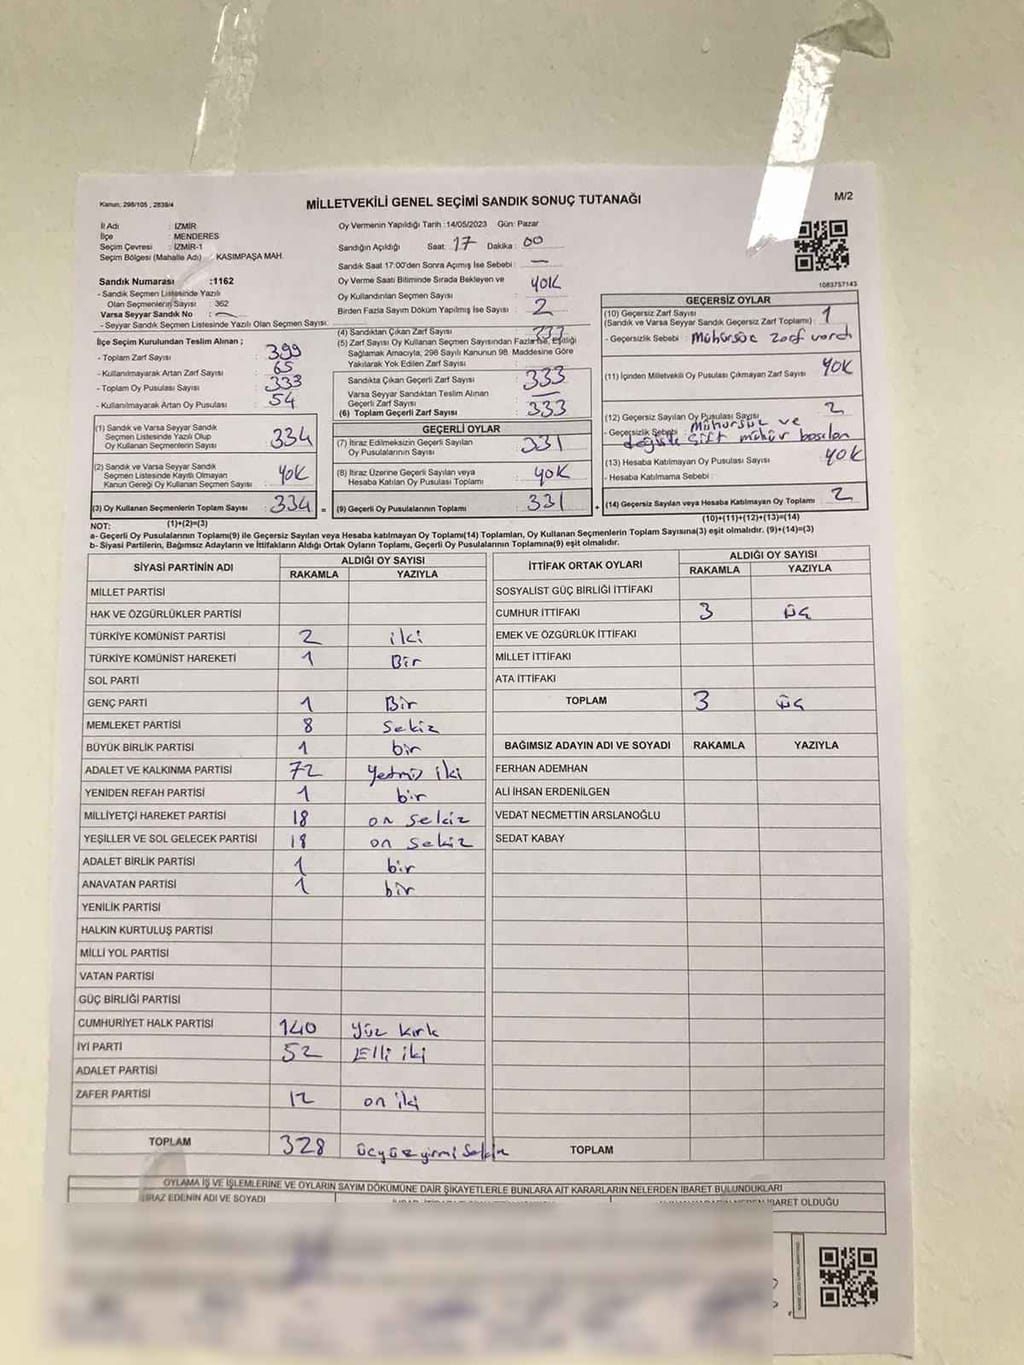 Kanun: 298/105 , 2839/4
MİLLETVEKİLİ GENEL SEÇİMİ SANDIK SONUÇ TUTANAĞI
M/2
İl Adı : İZMİR
İlçe : MENDERES
Seçim Çevresi : İZMİR-1
Seçim Bölgesi (Mahalle Adı) : KASIMPAŞA MAH.
Oy Vermenin Yapıldığı Tarih :14/05/2023 Gün: Pazar
Sandığın Açıldığı Saat: 17 Dakika : 00
Sandık Saat 17:00'den Sonra Açımış İse Sebebi : —
Oy Verme Saati Bitiminde Sırada Bekleyen ve
Oy Kullandırılan Seçmen Sayısı YOK
Birden Fazla Sayım Döküm Yapılmış İse Sayısı : 2
1083757143
Sandık Numarası :1162
- Sandık Seçmen Listesinde Yazılı
Olan Seçmenlerin Sayısı : 362
Varsa Seyyar Sandık No :
- Seyyar Sandık Seçmen Listesinde Yazılı Olan Seçmen Sayısı:
İlçe Seçim Kurulundan Teslim Alınan ;
- Toplam Zarf Sayısı : 399
- Kullanılmayarak Artan Zarf Sayısı : 65
- Toplam Oy Pusulası Sayısı : 333
- Kullanılmayarak Artan Oy Pusulası : 54
(4) Sandıktan Çıkan Zarf Sayısı : 333
(5) Zarf Sayısı Oy Kullanan Seçmen Sayısından Fazla İse, Eşitliği
Sağlamak Amacıyla, 298 Sayılı Kanunun 98. Maddesine Göre
Yakılarak Yok Edilen Zarf Sayısı :
Sandıkta Çıkan Geçerli Zarf Sayısı : 333
Varsa Seyyar Sandıktan Teslim Alınan
Geçerli Zarf Sayısı : —
(6) Toplam Geçerli Zarf Sayısı : 333
GEÇERSİZ OYLAR
(10) Geçersiz Zarf Sayısı
(Sandık ve Varsa Seyyar Sandık Geçersiz Zarf Toplamı) : 1
- Geçersizlik Sebebi : Mühürsüz zarf vardı
(11) İçinden Milletvekili Oy Pusulası Çıkmayan Zarf Sayısı YOK
(12) Geçersiz Sayılan Oy Pusulası Sayısı 2
- Geçersizlik Sebebi : Mühürsüz ve
çift mühür basılan
(13) Hesaba Katılmayan Oy Pusulası Sayısı YOK
- Hesaba Katılmama Sebebi :
(14) Geçersiz Sayılan veya Hesaba Katılmayan Oy Toplamı : 2
(10)+(11)+(12)+(13)=(14)
(1) Sandık ve Varsa Seyyar Sandık
Seçmen Listesinde Yazılı Olup
Oy Kullanan Seçmenlerin Sayısı : 334
(2) Sandık ve Varsa Seyyar Sandık
Seçmen Listesinde Kayıtlı Olmayan
Kanun Gereği Oy Kullanan Seçmen Sayısı : YOK
(3) Oy Kullanan Seçmenlerin Toplam Sayısı : 334 =
(1)+(2)=(3)
GEÇERLİ OYLAR
(7) İtiraz Edilmeksizin Geçerli Sayılan
Oy Pusulalarının Sayısı : 331
(8) İtiraz Üzerine Geçerli Sayılan veya
Hesaba Katılan Oy Pusulası Toplamı : YOK
(9) Geçerli Oy Pusulalarının Toplamı : 331 +
NOT:
a- Geçerli Oy Pusulalarının Toplamı(9) ile Geçersiz Sayılan veya Hesaba katılmayan Oy Toplamı(14) Toplamları, Oy Kullanan Seçmenlerin Toplam Sayısına(3) eşit olmalıdır. (9)+(14)=(3)
b- Siyasi Partilerin, Bağımsız Adayların ve İttifakların Aldığı Ortak Oyların Toplamı, Geçerli Oy Pusulalarının Toplamına(9) eşit olmalıdır.
SİYASİ PARTİNİN ADI ALDIĞI OY SAYISI
RAKAMLA YAZIYLA
MİLLET PARTİSİ
HAK VE ÖZGÜRLÜKLER PARTİSİ
TÜRKİYE KOMÜNİST PARTİSİ 2 iki
TÜRKİYE KOMÜNİST HAREKETİ 1 Bir
SOL PARTİ
GENÇ PARTİ 1 Bir
MEMLEKET PARTİSİ 8 Sekiz
BÜYÜK BİRLİK PARTİSİ 1 bir
ADALET VE KALKINMA PARTİSİ 72 Yetmiş iki
YENİDEN REFAH PARTİSİ 1 bir
MİLLİYETÇİ HAREKET PARTİSİ 18 on sekiz
YEŞİLLER VE SOL GELECEK PARTİSİ 18 on sekiz
ADALET BİRLİK PARTİSİ 1 bir
ANAVATAN PARTİSİ 1 bir
YENİLİK PARTİSİ
HALKIN KURTULUŞ PARTİSİ
MİLLİ YOL PARTİSİ
VATAN PARTİSİ
GÜÇ BİRLİĞİ PARTİSİ
CUMHURİYET HALK PARTİSİ 140 Yüz kırk
İYİ PARTİ 52 Elli iki
ADALET PARTİSİ
ZAFER PARTİSİ 12 on iki
TOPLAM 328 üçyüzyirmi Sekiz
İTTİFAK ORTAK OYLARI ALDIĞI OY SAYISI
RAKAMLA YAZIYLA
SOSYALİST GÜÇ BİRLİĞİ İTTİFAKI
CUMHUR İTTİFAKI 3 üç
EMEK VE ÖZGÜRLÜK İTTİFAKI
MİLLET İTTİFAKI
ATA İTTİFAKI
TOPLAM 3 üç
BAĞIMSIZ ADAYIN ADI VE SOYADI RAKAMLA YAZIYLA
FERHAN ADEMHAN
ALİ İHSAN ERDENİLGEN
VEDAT NECMETTİN ARSLANOĞLU
SEDAT KABAY
TOPLAM
OYLAMA İŞ VE İŞLEMLERİNE VE OYLARIN SAYIM DÖKÜMÜNE DAİR ŞİKAYETLERLE BUNLARA AİT KARARLARIN NELERDEN İBARET BULUNDUKLARI
İTİRAZ EDENİN ADI VE SOYADI
İBARET OLDUĞU